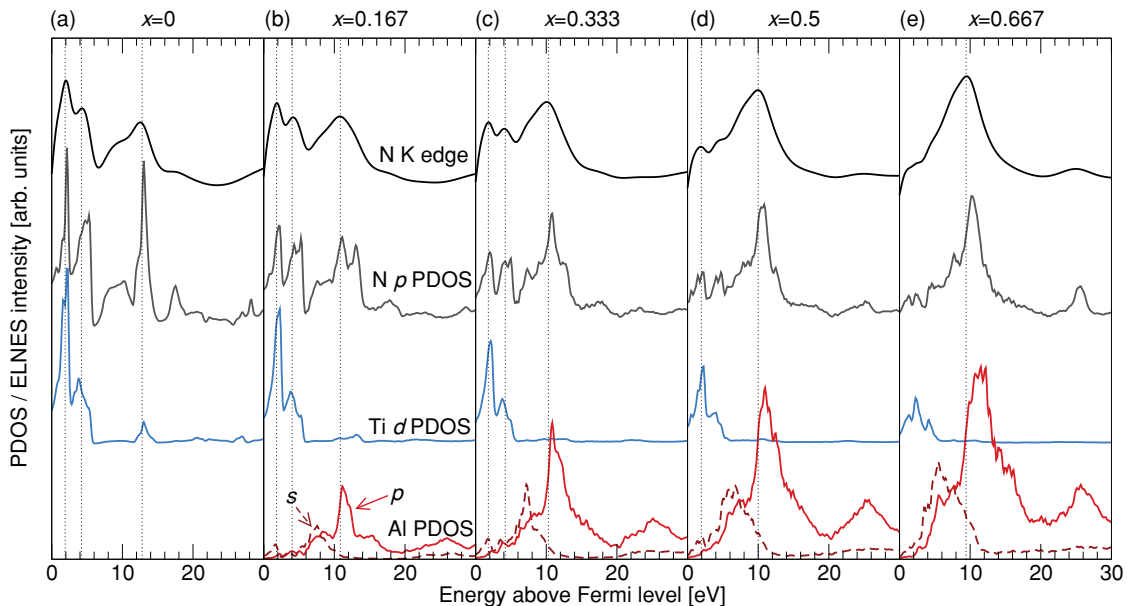 (a) x=0 (b) x=0.167 (c) x=0.333 (d) x=0.5 (e) x=0.667
PDOS / ELNES intensity [arb. units]
N K edge
N p PDOS
Ti d PDOS
s p
Al PDOS
0 10 20 0 10 20 0 10 20 0 10 20 0 10 20 30
Energy above Fermi level [eV]